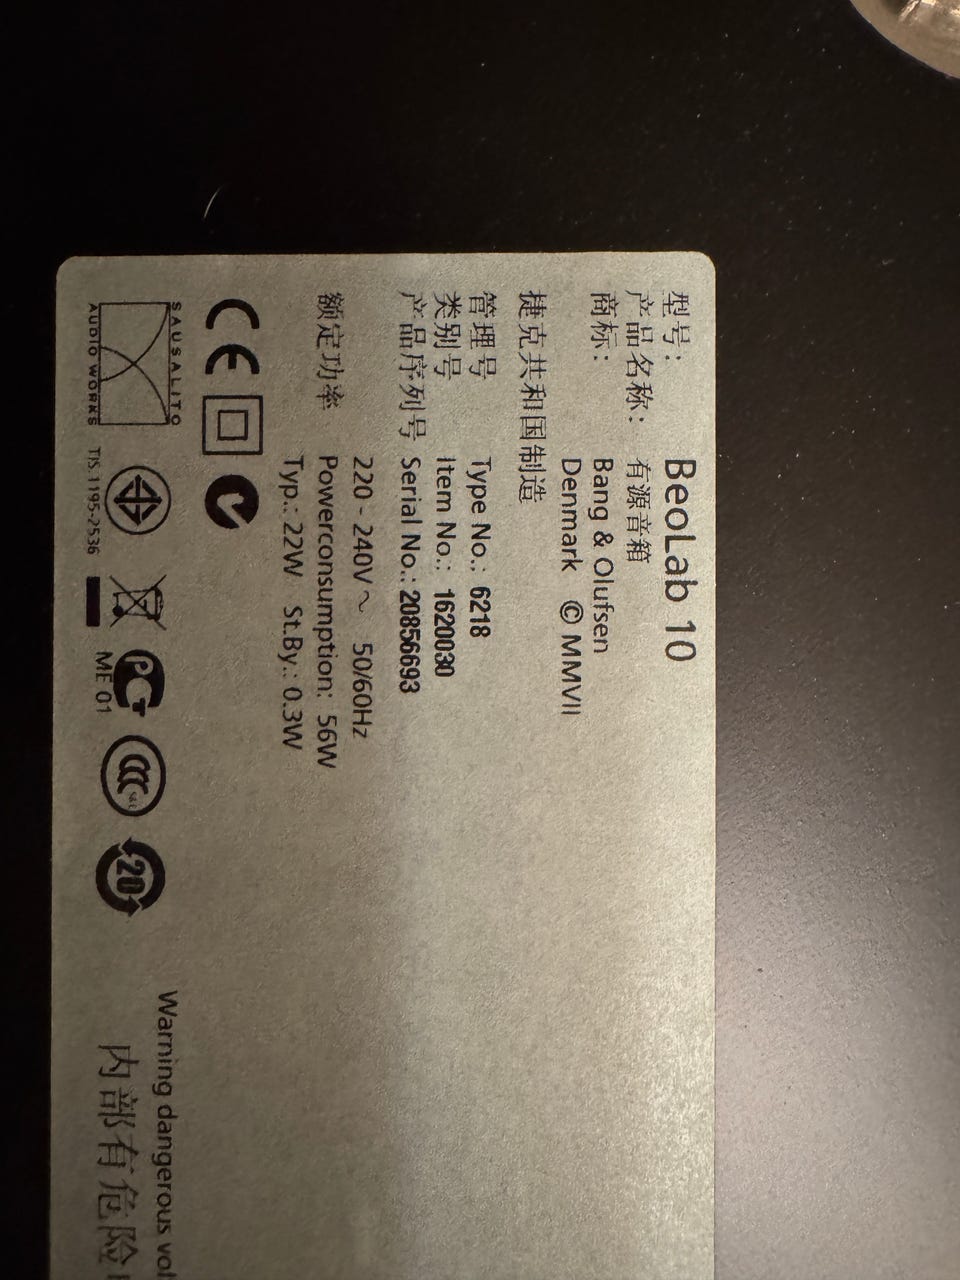 型号： BeoLab 10
产品名称： 有源音箱
商标： Bang & Olufsen
Denmark © MMVII
捷克共和国制造
管理号 Type No.: 6218
类别号 Item No.: 1620030
产品序列号 Serial No.: 20856693
220 - 240V ~ 50/60Hz
额定功率 Powerconsumption: 56W
Typ.: 22W St.By.: 0.3W
CE
SAUSALITO
AUDIO WORKS
TIS. 1195-2536
PCT
ME 01
CCC S&E
20
Warning dangerous vol
内部有危险